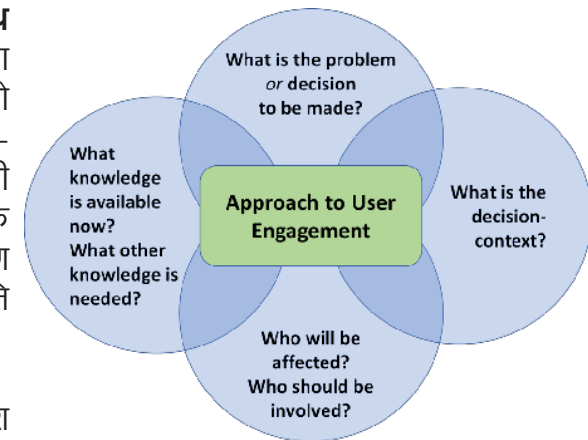 What is the problem
or decision
to be made?
What
knowledge
is available
now?
What other
knowledge is
needed?
Approach to User
Engagement
What is the
decision-
context?
Who will be
affected?
Who should be
involved?